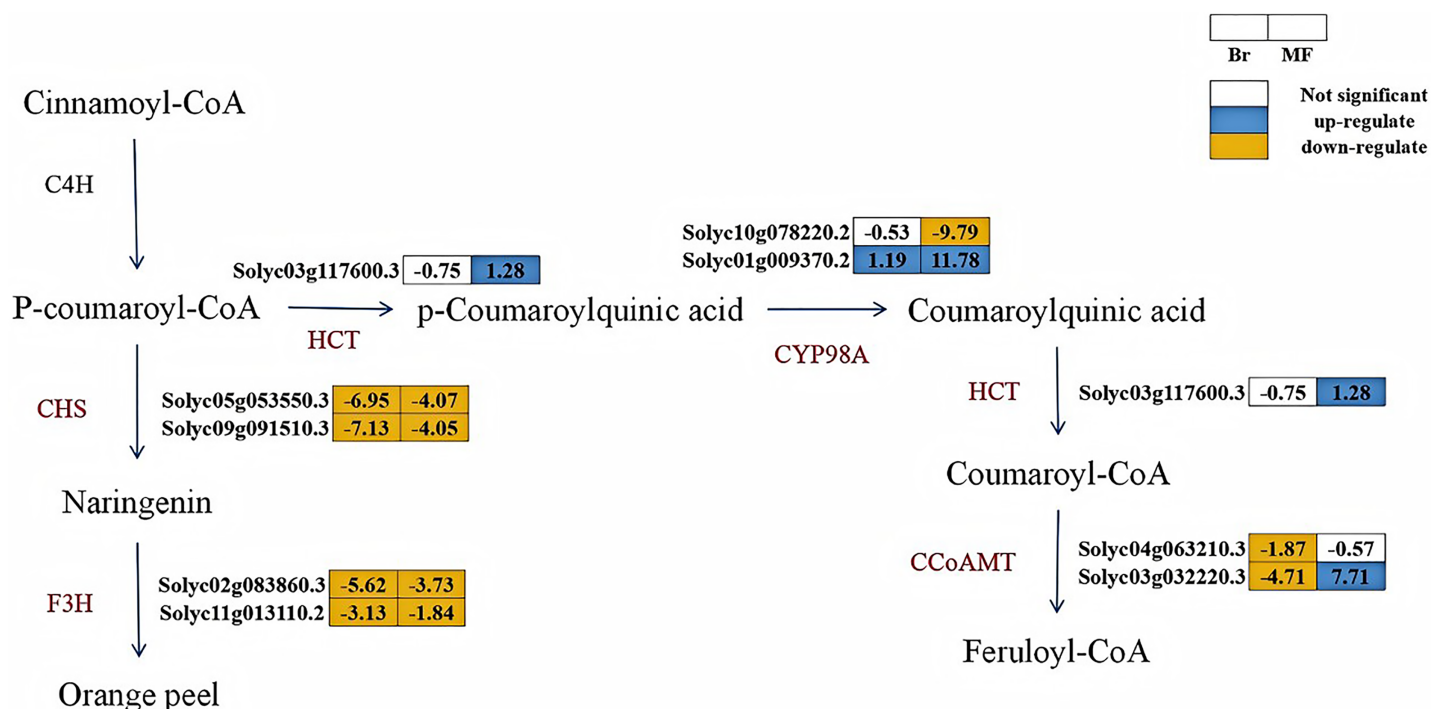 Br MF
Not significant
up-regulate
down-regulate
Cinnamoyl-CoA
C4H
Solyc03g117600.3 -0.75 1.28
Solyc10g078220.2 -0.53 -9.79
Solyc01g009370.2 1.19 11.78
P-coumaroyl-CoA
HCT
p-Coumaroylquinic acid
CYP98A
Coumaroylquinic acid
CHS
Solyc05g053550.3 -6.95 -4.07
Solyc09g091510.3 -7.13 -4.05
HCT
Solyc03g117600.3 -0.75 1.28
Naringenin
Coumaroyl-CoA
F3H
Solyc02g083860.3 -5.62 -3.73
Solyc11g013110.2 -3.13 -1.84
CCoAMT
Solyc04g063210.3 -1.87 -0.57
Solyc03g032220.3 -4.71 7.71
Orange peel
Feruloyl-CoA